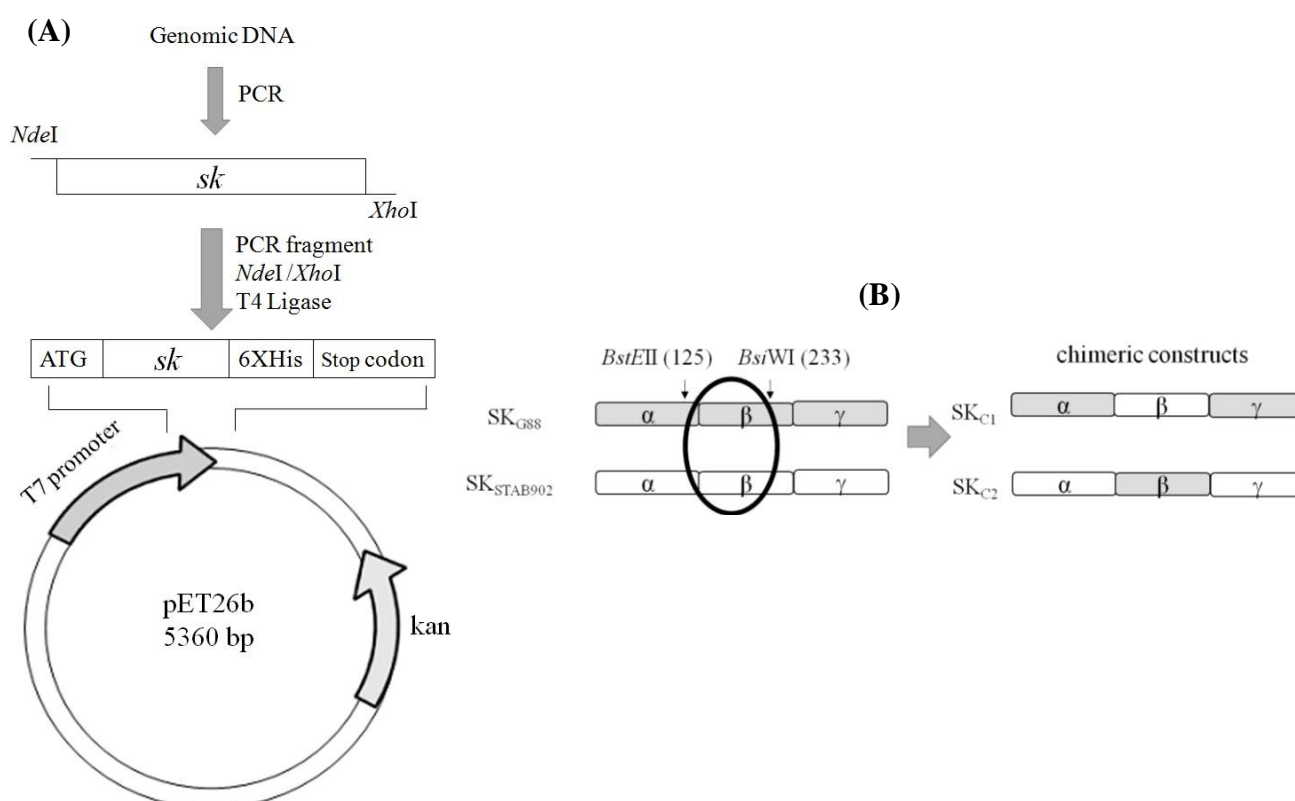 (A)
Genomic DNA
PCR
NdeI
sk
XhoI
PCR fragment
NdeI/XhoI
T4 Ligase
ATG sk 6XHis Stop codon
T7 promoter
pET26b
5360 bp
kan
(B)
BstEII (125) BsiWI (233) chimeric constructs
SKG88 α β γ
SKSTAB902 α β γ
SKC1 α β γ
SKC2 α β γ